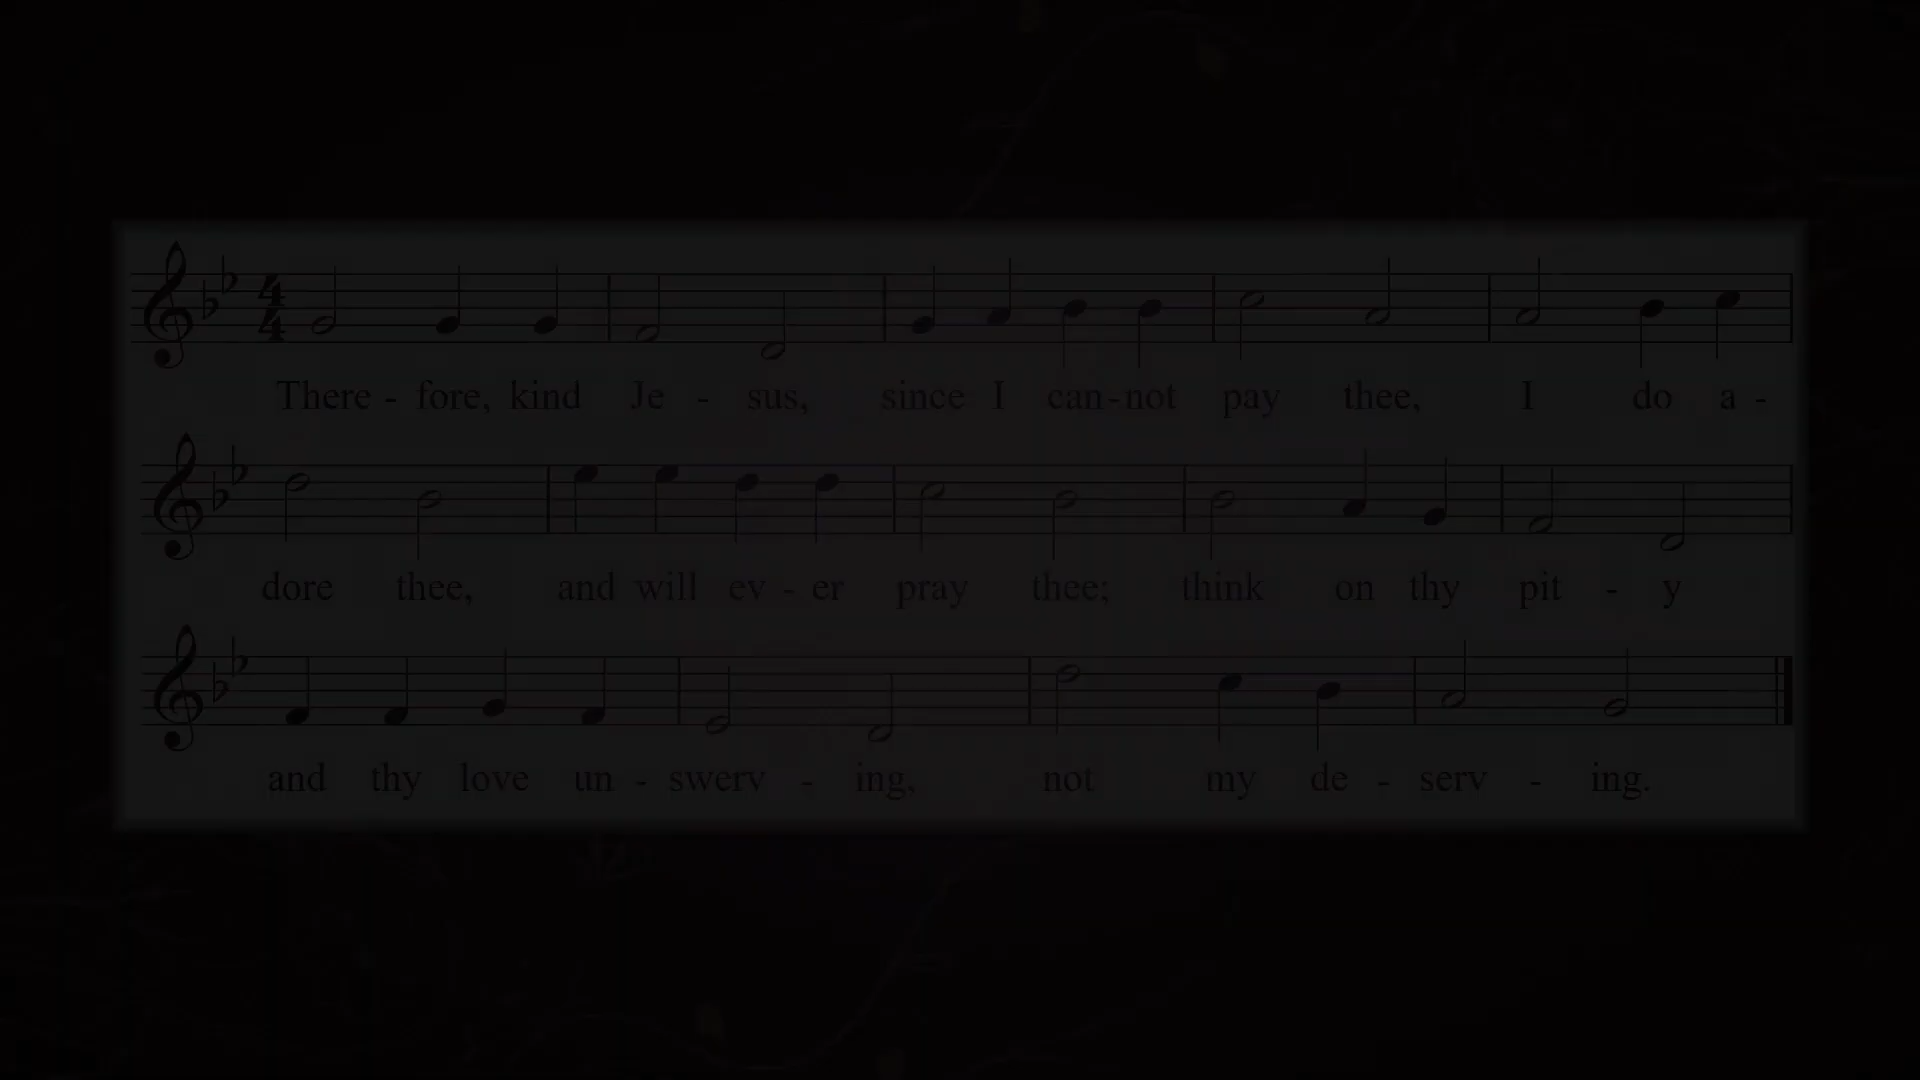 There - fore, kind Je - sus, since I can - not pay thee, I do a -
dore thee, and will ev - er pray thee; think on thy pit - y
and thy love un - swerv - ing, not my de - serv - ing.